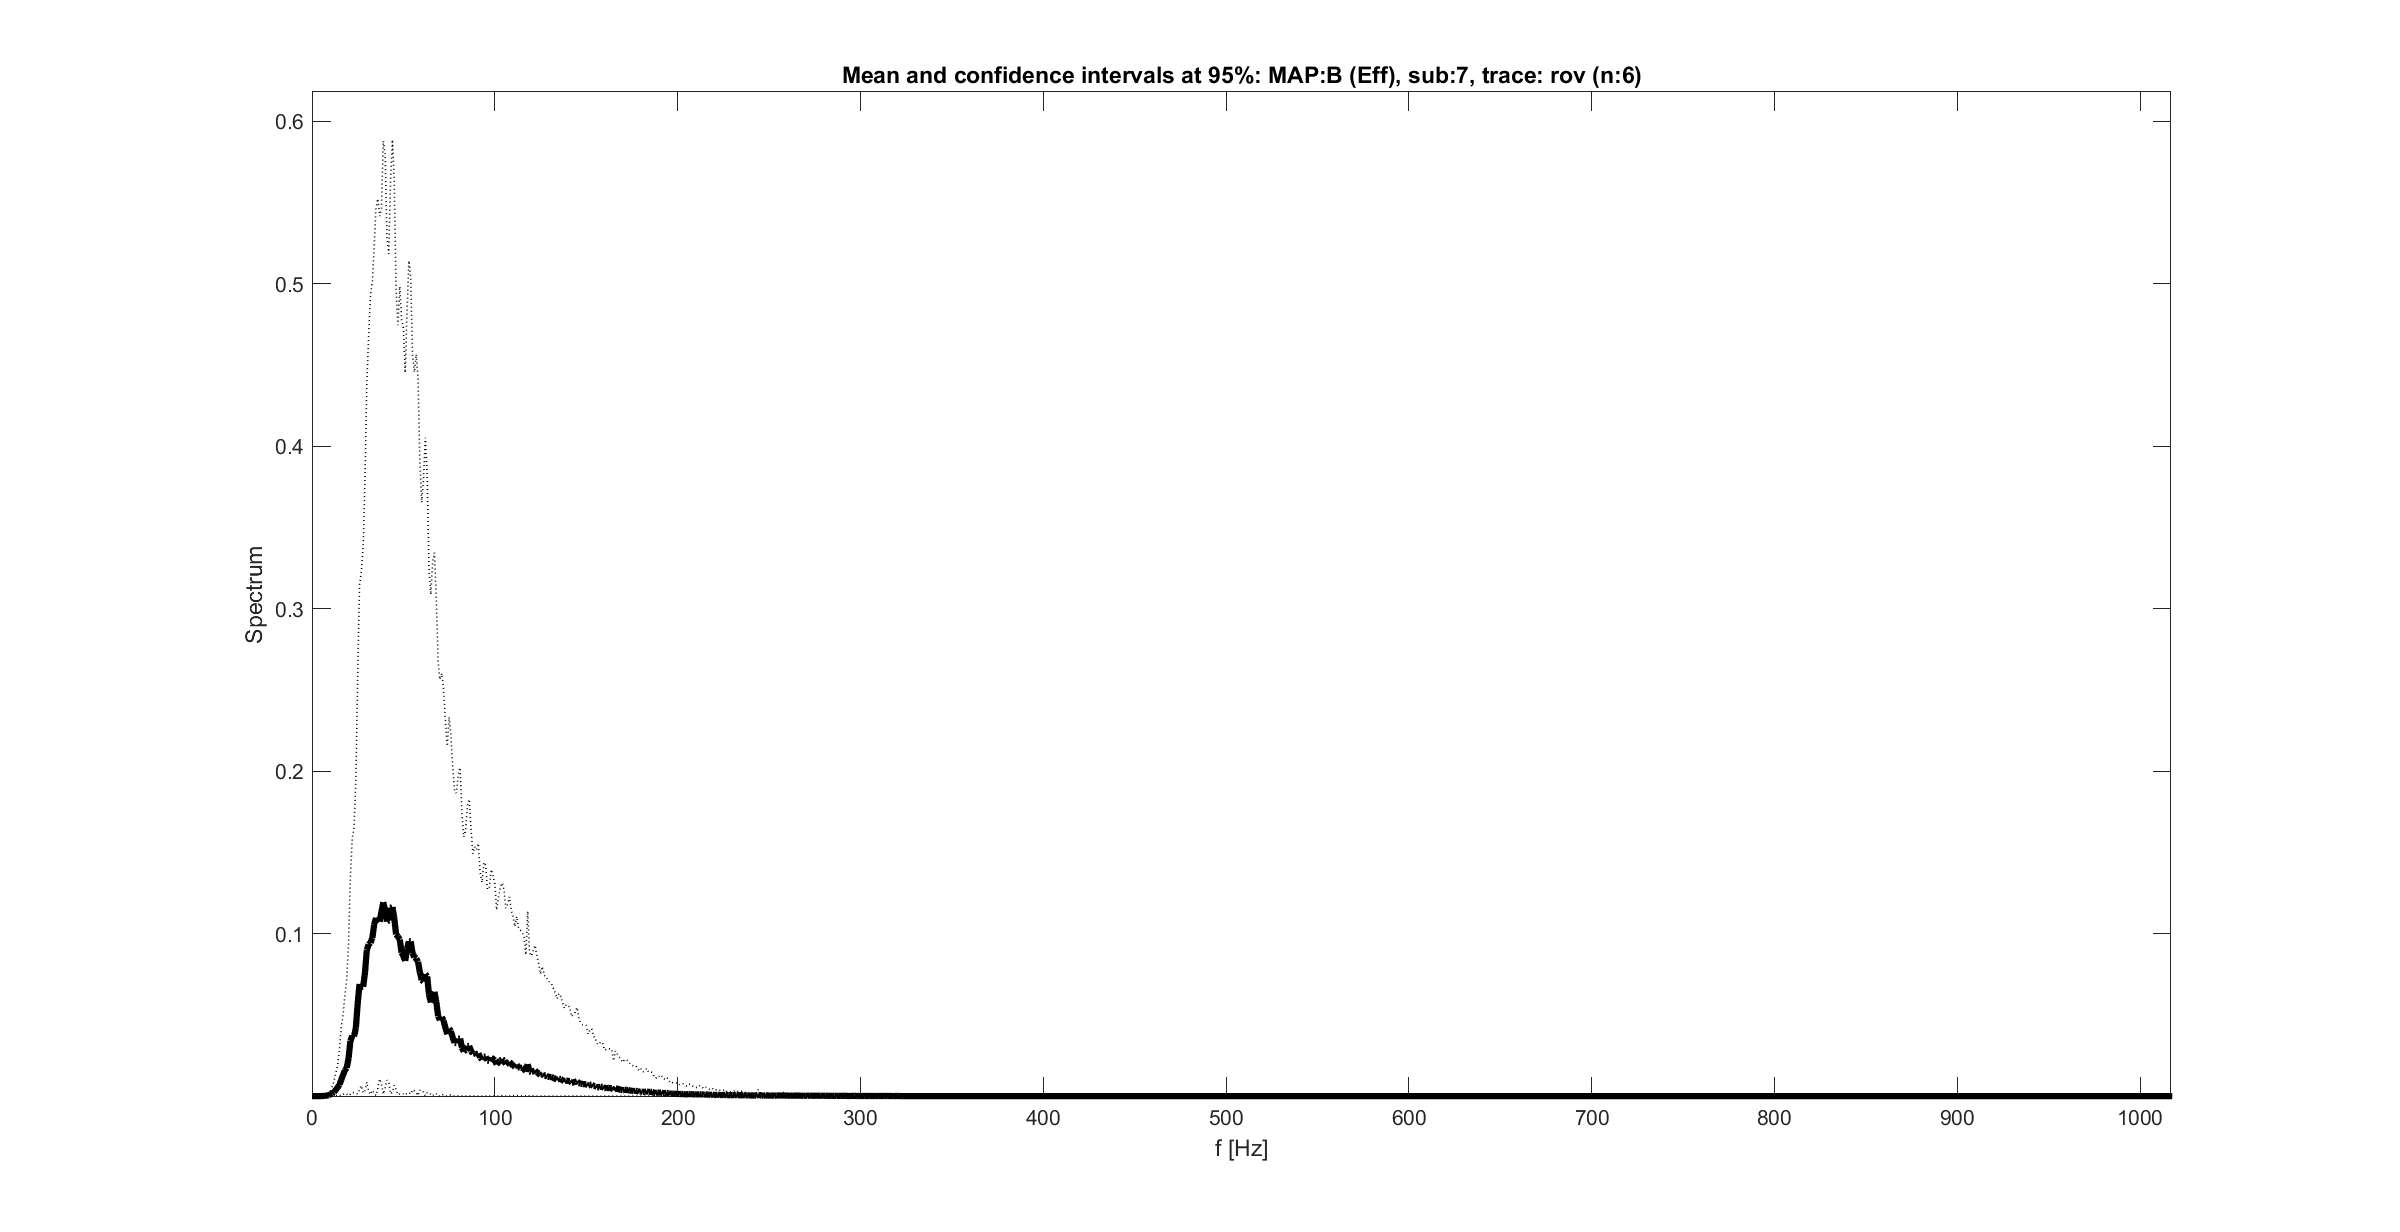 Mean and confidence intervals at 95%: MAP:B (Eff), sub:7, trace: rov (n:6)
0.6
0.5
0.4
0.3
0.2
0.1
Spectrum
0 100 200 300 400 500 600 700 800 900 1000
f [Hz]